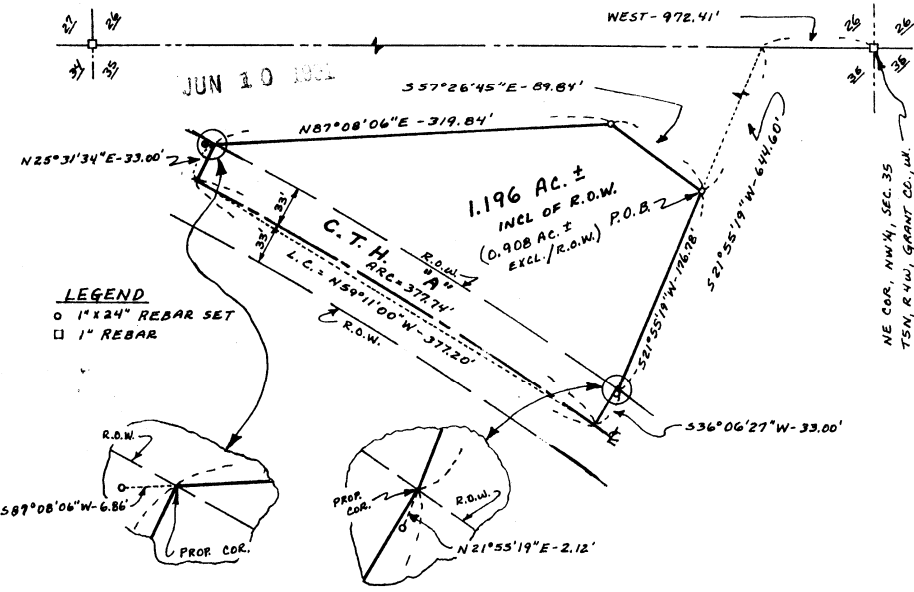 27 26
34 35
26 26
35 36
WEST - 972.41'
JUN 10
S 57°26'45"E - 89.84'
N87°08'06"E - 319.84'
N25°31'34"E - 33.00'
33'
33'
1.196 AC. ±
INCL OF R.O.W.
(0.908 AC. ±
EXCL./R.O.W.)
P.O.B.
S21°55'19"W - 644.60'
S21°55'19"W - 176.78'
C. T. H. "A"
R.O.W.
ARC = 377.74'
L.C. = N59°11'00"W - 377.20'
R.O.W.
NE COR, NW¼, SEC. 35
T5N, R4W, GRANT CO., WI.
LEGEND
1" X 24" REBAR SET
1" REBAR
S36°06'27"W - 33.00'
R.O.W.
S87°08'06"W - 6.86'
PROP. COR.
PROP.
COR.
R.O.W.
N21°55'19"E - 2.12'